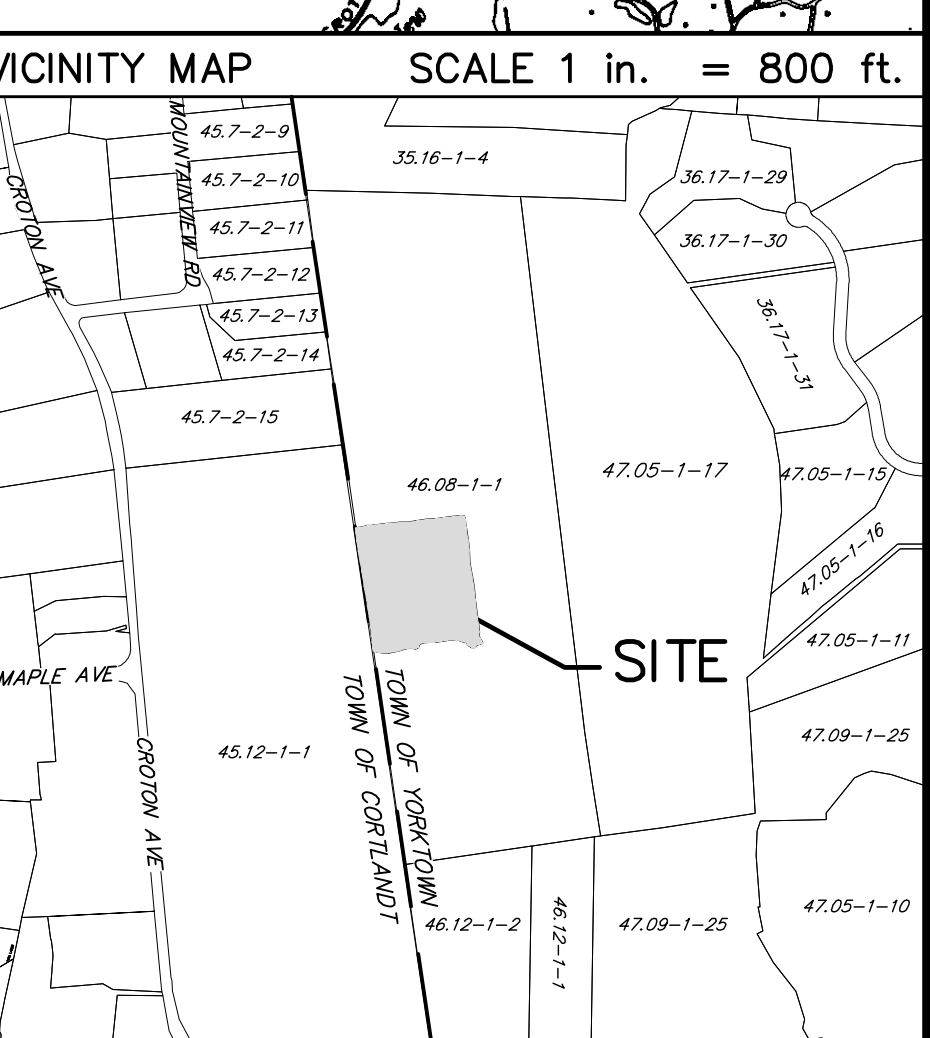 VICINITY MAP
SCALE 1 in. = 800 ft.
MOUNTAINVIEW RD
CROTON AVE
45.7-2-9
45.7-2-10
45.7-2-11
45.7-2-12
45.7-2-13
45.7-2-14
45.7-2-15
35.16-1-4
36.17-1-29
36.17-1-30
36.17-1-31
46.08-1-1
47.05-1-17
47.05-1-15
47.05-1-16
47.05-1-11
SITE
MAPLE AVE
TOWN OF YORKTOWN
TOWN OF CORTLANDT
45.12-1-1
CROTON AVE
47.09-1-25
46.12-1-2
46.12-1-1
47.09-1-25
47.05-1-10